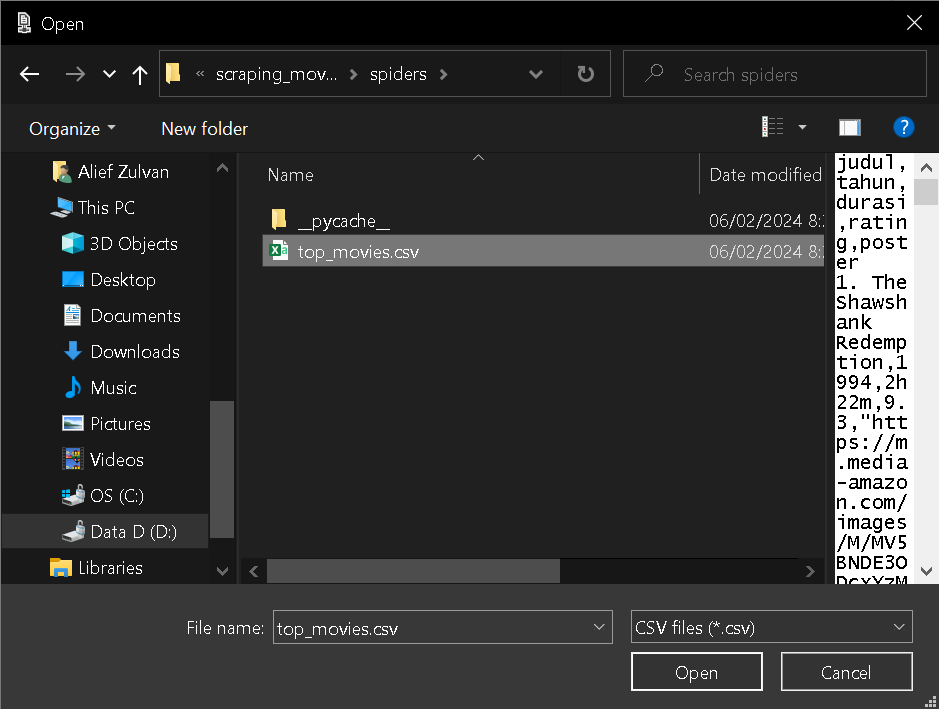 Open
« scraping_mov... > spiders >
Search spiders
Organize
New folder
?
Alief Zulvan
This PC
3D Objects
Desktop
Documents
Downloads
Music
Pictures
Videos
OS (C:)
Data D (D:)
Libraries
Name
Date modified
__pycache__
06/02/2024 8:
top_movies.csv
06/02/2024 8:
judul,
tahun,
durasi
,ratin
g,post
er
1. The
Shawsh
ank
Redemp
tion,1
994,2h
22m,9.
3,"htt
ps://m
.media
-amazo
n.com/
images
/M/MV5
BNDE3O
DcxYzM
File name:
top_movies.csv
CSV files (*.csv)
Open
Cancel